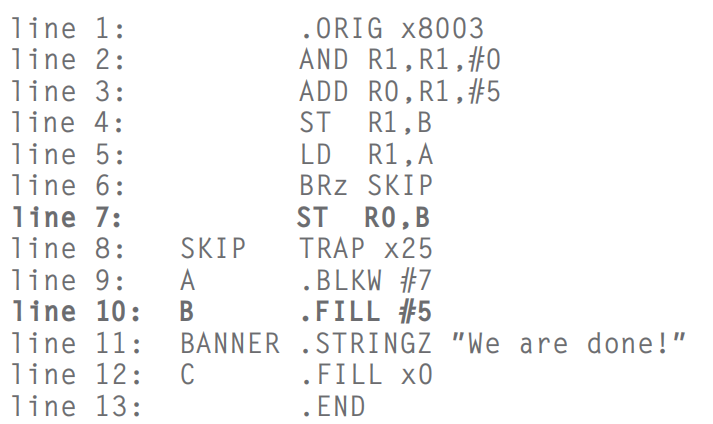 line 1: .ORIG x8003
line 2: AND R1,R1,#0
line 3: ADD R0,R1,#5
line 4: ST R1,B
line 5: LD R1,A
line 6: BRz SKIP
line 7: ST R0,B
line 8: SKIP TRAP x25
line 9: A .BLKW #7
line 10: B .FILL #5
line 11: BANNER .STRINGZ "We are done!"
line 12: C .FILL x0
line 13: .END